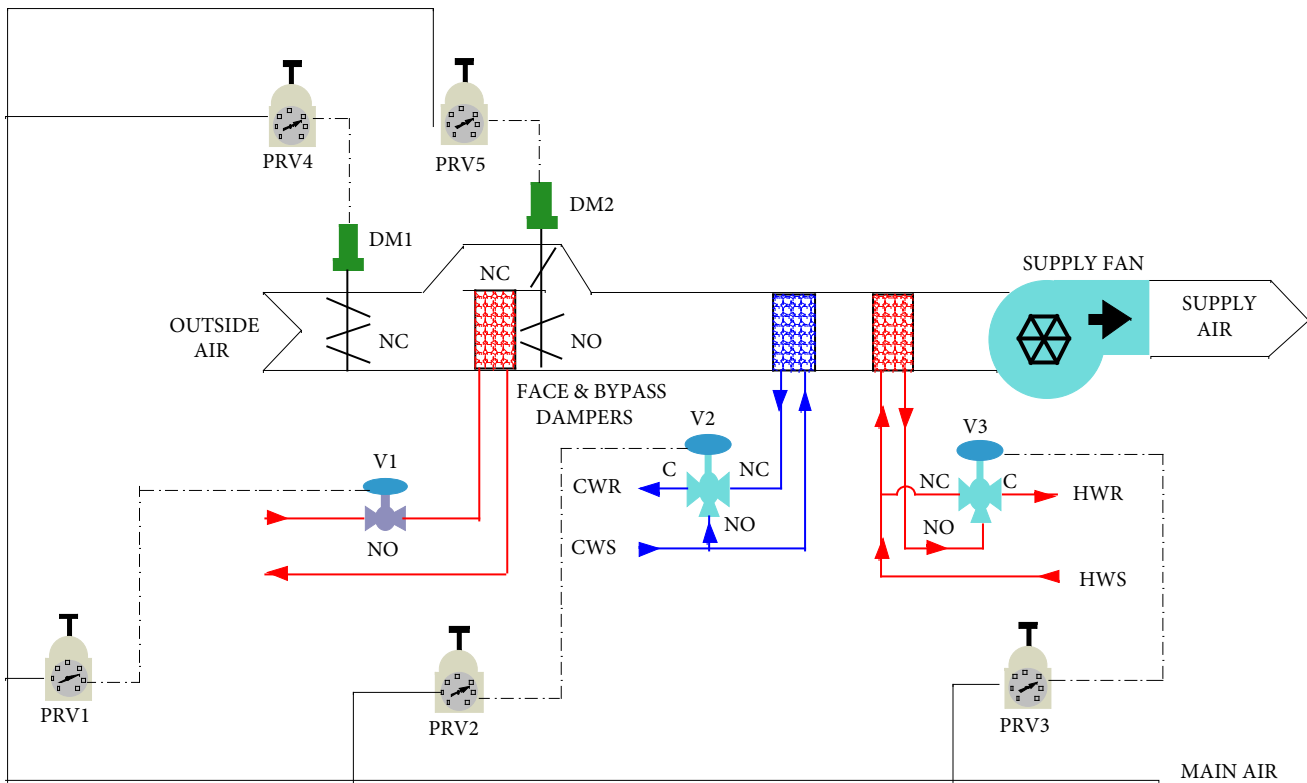 PRV4
PRV5
DM2
DM1
NC
SUPPLY FAN
OUTSIDE
AIR
NC
NO
SUPPLY
AIR
FACE & BYPASS
DAMPERS
V1
V2
V3
C
NC
NC
C
CWR
HWR
NO
NO
NO
CWS
HWS
PRV1
PRV2
PRV3
MAIN AIR